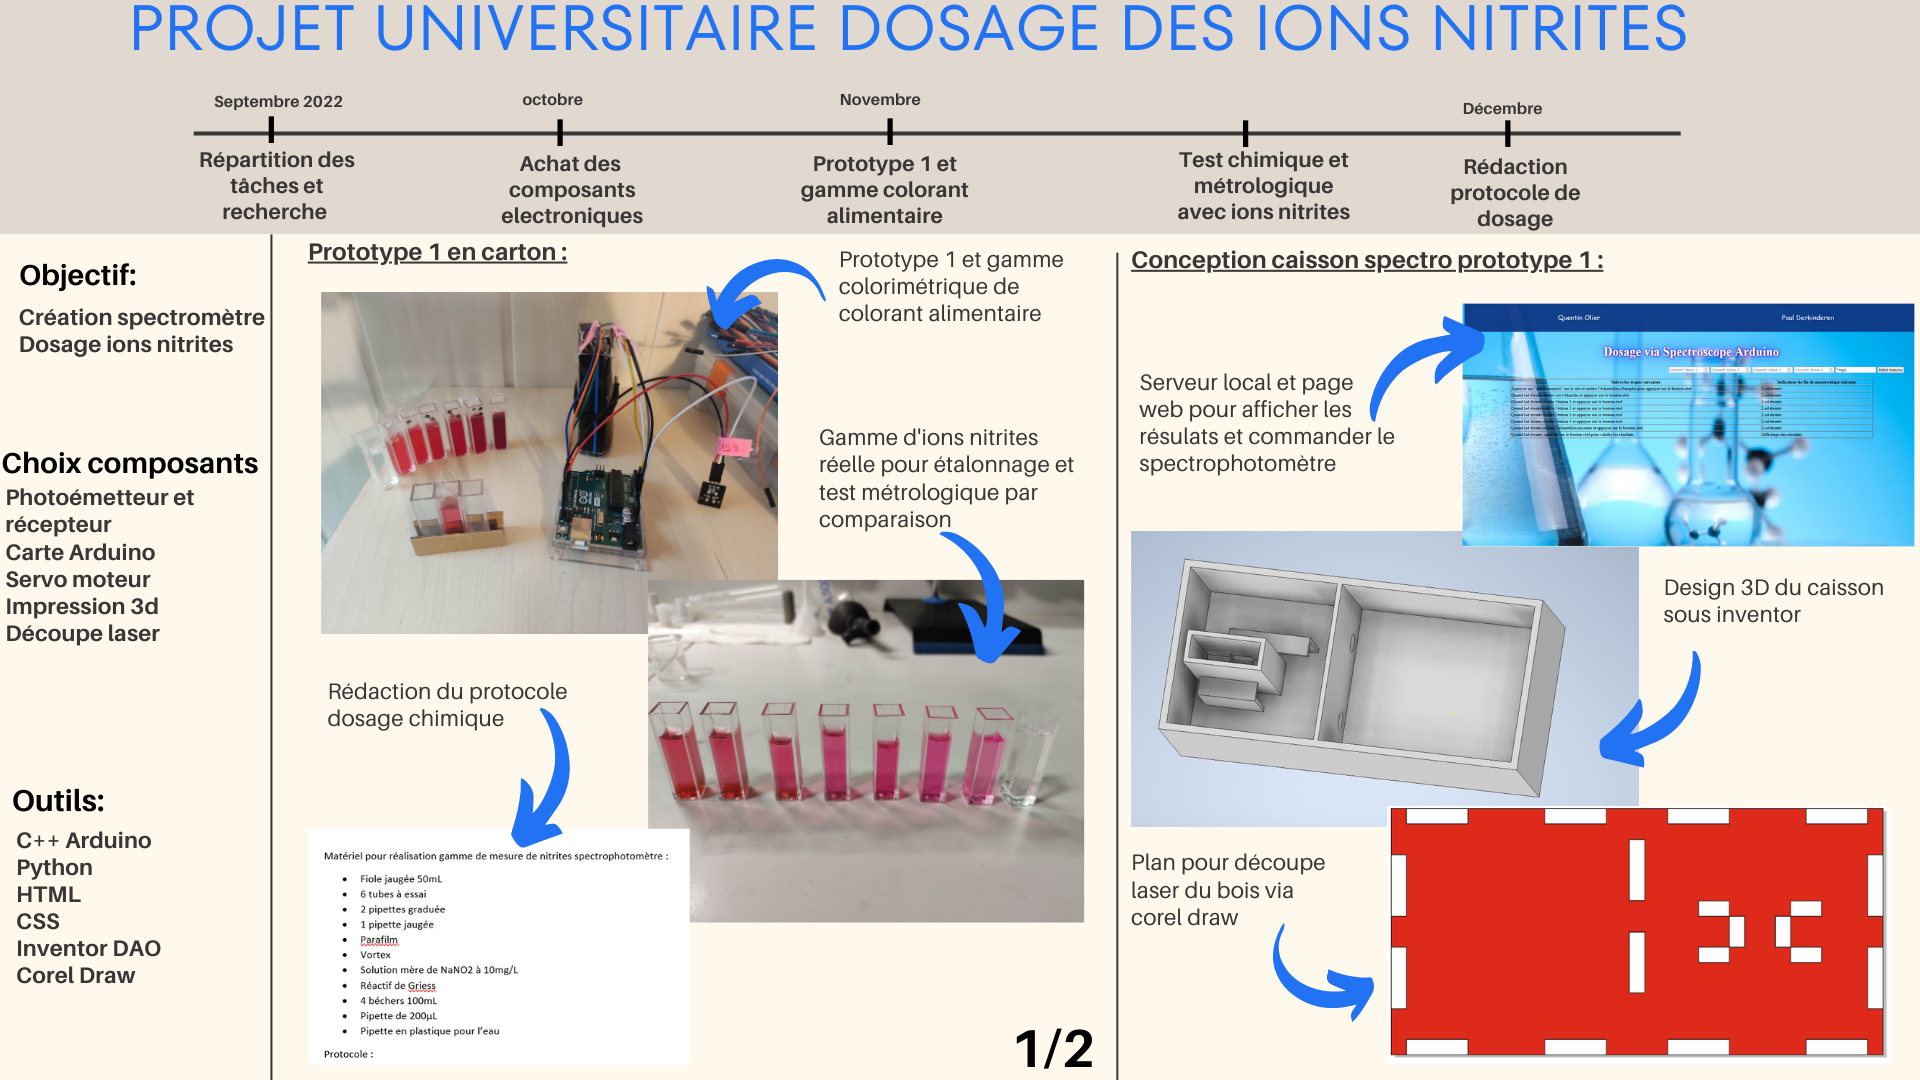 PROJET UNIVERSITAIRE DOSAGE DES IONS NITRITES
Septembre 2022
Répartition des
tâches et
recherche
octobre
Achat des
composants
electroniques
Novembre
Prototype 1 et
gamme colorant
alimentaire
Test chimique et
métrologique
avec ions nitrites
Décembre
Rédaction
protocole de
dosage
Objectif:
Création spectromètre
Dosage ions nitrites
Choix composants
Photoémetteur et
récepteur
Carte Arduino
Servo moteur
Impression 3d
Découpe laser
Outils:
C++ Arduino
Python
HTML
CSS
Inventor DAO
Corel Draw
Prototype 1 en carton :
Prototype 1 et gamme
colorimétrique de
colorant alimentaire
Gamme d'ions nitrites
réelle pour étalonnage et
test métrologique par
comparaison
Rédaction du protocole
dosage chimique
Matériel pour réalisation gamme de mesure de nitrites spectrophotomètre :
• Fiole jaugée 50mL
• 6 tubes à essai
• 2 pipettes graduée
• 1 pipette jaugée
• Parafilm
• Vortex
• Solution mère de NaNO2 à 10mg/L
• Réactif de Griess
• 4 béchers 100mL
• Pipette de 200µL
• Pipette en plastique pour l'eau
Protocole :
1/2
Conception caisson spectro prototype 1 :
Serveur local et page
web pour afficher les
résulats et commander le
spectrophotomètre
Quentin Olier
Paul Derkinderen
Dosage via Spectroscope Arduino
Design 3D du caisson
sous inventor
Plan pour découpe
laser du bois via
corel draw